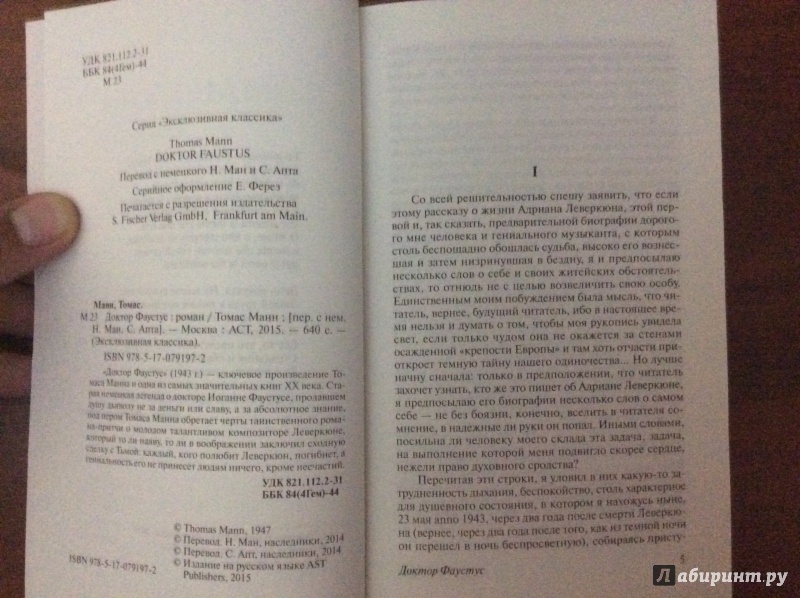 УДК 821.112.2-31
ББК 84(4Гем)-44
М 23
Серия «Эксклюзивная классика»
Thomas Mann
DOKTOR FAUSTUS
Перевод с немецкого Н. Ман и С. Апта
Серийное оформление Е. Ферез
Печатается с разрешения издательства
S. Fischer Verlag GmbH, Frankfurt am Main.
Манн, Томас.
М 23 Доктор Фаустус : роман / Томас Манн ; [пер. с нем.
Н. Ман, С. Апта]. — Москва : АСТ, 2015. — 640 с. —
(Эксклюзивная классика).
ISBN 978-5-17-079197-2
«Доктор Фаустус» (1943 г.) — ключевое произведение То-
маса Манна и одна из самых значительных книг XX века. Ста-
рая немецкая легенда о докторе Иоганне Фаустусе, продавшем
душу дьяволу не за деньги или славу, а за абсолютное знание,
под пером Томаса Манна обретает черты таинственного рома-
на-притчи о молодом талантливом композиторе Леверкюне,
который то ли наяву, то ли в воображении заключил сходную
сделку с Тьмой: каждый, кого полюбит Леверкюн, погибнет, а
гениальность его не принесет людям ничего, кроме несчастий.
УДК 821.112.2-31
ББК 84(4Гем)-44
© Thomas Mann, 1947
© Перевод. Н. Ман, наследники, 2014
© Перевод. С. Апт, наследники, 2014
© Издание на русском языке AST
Publishers, 2015
ISBN 978-5-17-079197-2
I
Со всей решительностью спешу заявить, что если
этому рассказу о жизни Адриана Леверкюна, этой пер-
вой и, так сказать, предварительной биографии дорого-
го мне человека и гениального музыканта, с которым
столь беспощадно обошлась судьба, высоко его вознес-
шая и затем низринувшая в бездну, я и предпосылаю
несколько слов о себе и своих житейских обстоятель-
ствах, то отнюдь не с целью возвеличить свою особу.
Единственным моим побуждением была мысль, что чи-
татель, вернее, будущий читатель, ибо в настоящее вре-
мя нельзя и думать о том, чтобы моя рукопись увидела
свет, если только чудом она не окажется за стенами
осажденной «крепости Европы» и там хоть отчасти при-
откроет темную тайну нашего одиночества... Но лучше
начну сначала: только в предположении, что читатель
захочет узнать, кто же это пишет об Адриане Леверкюне,
я предпосылаю его биографии несколько слов о самом
себе — не без боязни, конечно, вселить в читателя со-
мнение, в надежные ли руки он попал. Иными словами,
посильна ли человеку моего склада эта задача, задача,
на выполнение которой меня подвигло скорее сердце,
нежели право духовного сродства?
Перечитав эти строки, я уловил в них какую-то за-
трудненность дыхания, беспокойство, столь характерное
для душевного состояния, в котором я нахожусь ныне,
23 мая anno 1943, через два года после смерти Леверкю-
на (вернее, через два года после того, как из темной ночи
он перешел в ночь беспросветную), собираясь присту-
5
Доктор Фаустус
Лабиринт.ру